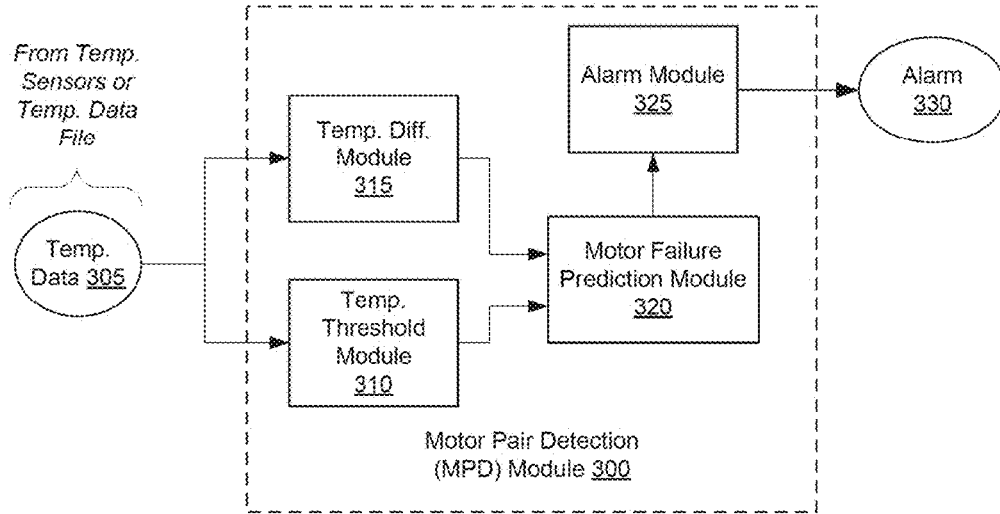 From Temp.
Sensors or
Temp. Data
File
Temp.
Data 305
Temp. Diff.
Module
315
Temp.
Threshold
Module
310
Alarm Module
325
Motor Failure
Prediction Module
320
Alarm
330
Motor Pair Detection
(MPD) Module 300